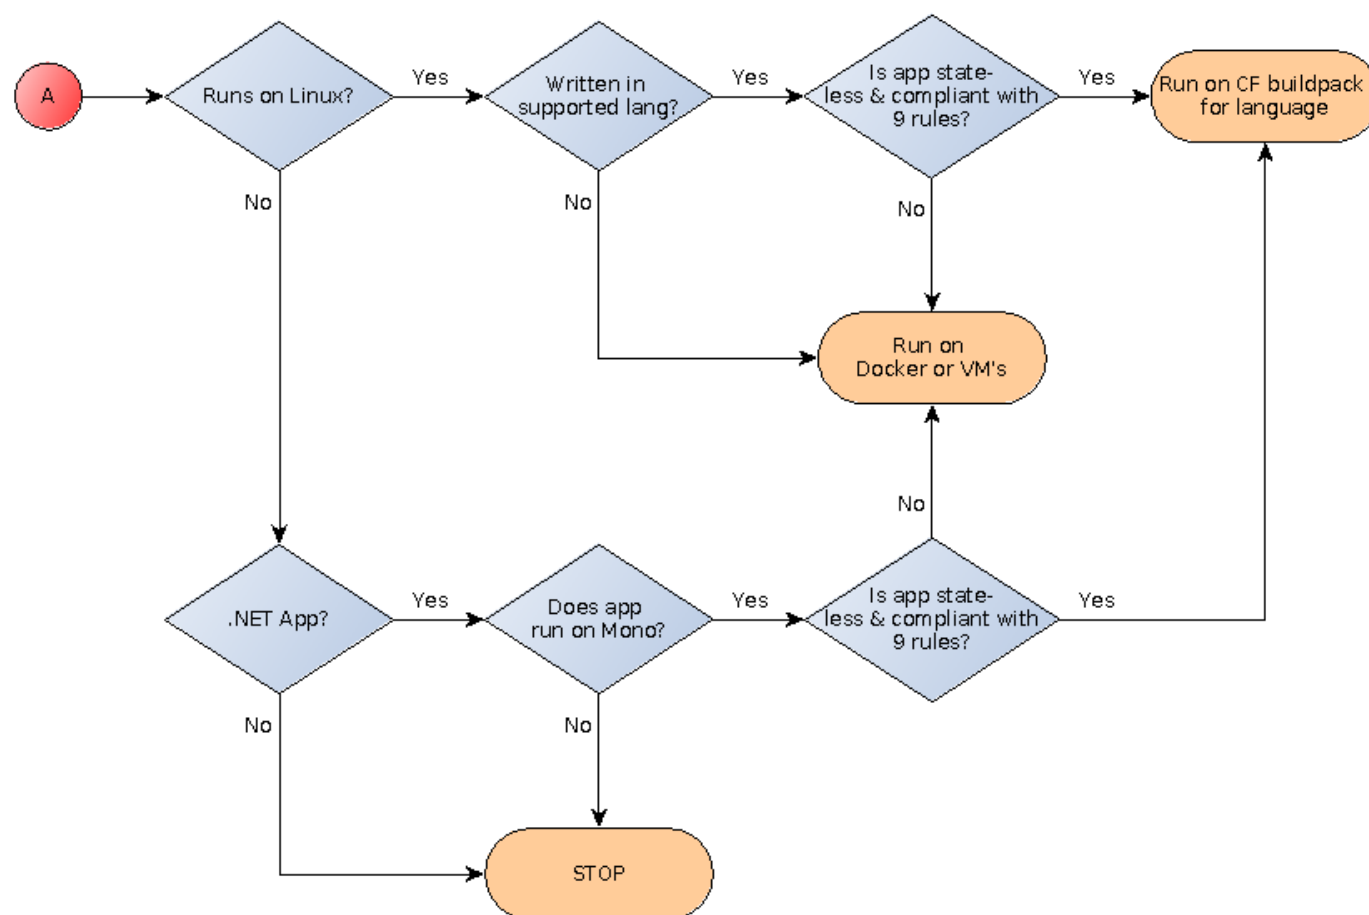 A
Runs on Linux?
Yes
Written in
supported lang?
Yes
Is app state-
less & compliant with
9 rules?
Yes
Run on CF buildpack
for language
No
No
No
Run on
Docker or VM's
No
.NET App?
Yes
Does app
run on Mono?
Yes
Is app state-
less & compliant with
9 rules?
Yes
No
No
STOP